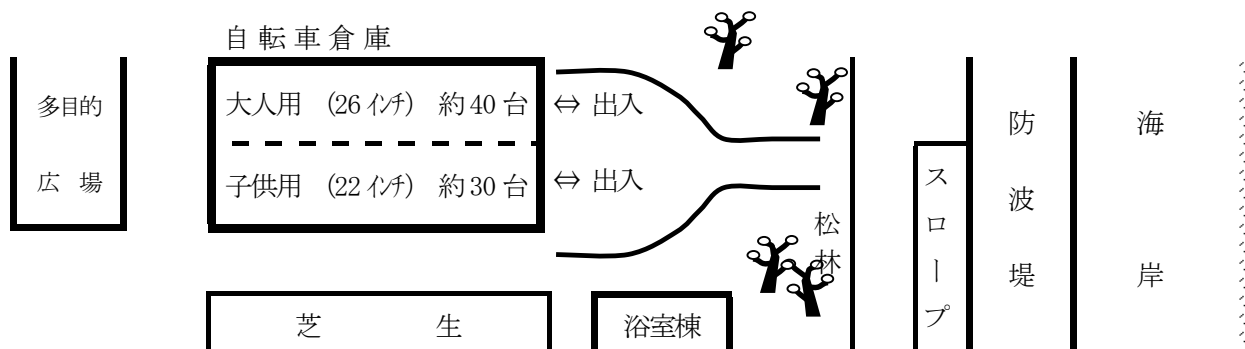 自転車倉庫
多目的
広場
大人用 (26インチ) 約40台
⇔ 出入
子供用 (22インチ) 約30台
⇔ 出入
松林
スロープ
防波堤
海岸
芝生
浴室棟